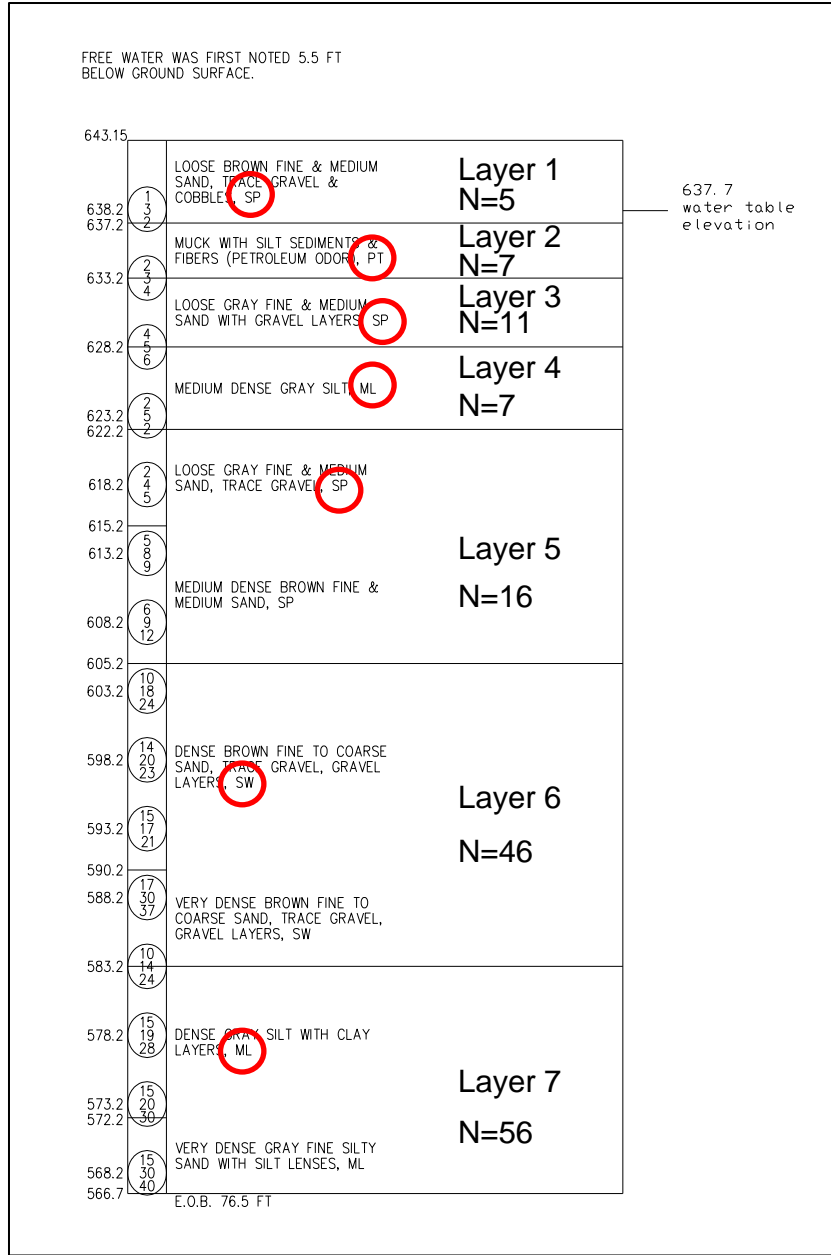 FREE WATER WAS FIRST NOTED 5.5 FT
BELOW GROUND SURFACE.
643.15
LOOSE BROWN FINE & MEDIUM
SAND, TRACE GRAVEL &
COBBLES, SP
Layer 1
N=5
637. 7
water table
elevation
638.2
1
3
2
637.2
MUCK WITH SILT SEDIMENTS &
FIBERS (PETROLEUM ODOR), PT
Layer 2
N=7
633.2
2
3
4
LOOSE GRAY FINE & MEDIUM
SAND WITH GRAVEL LAYERS, SP
Layer 3
N=11
628.2
4
5
6
MEDIUM DENSE GRAY SILT, ML
Layer 4
N=7
623.2
2
5
2
622.2
LOOSE GRAY FINE & MEDIUM
SAND, TRACE GRAVEL, SP
618.2
2
4
5
615.2
613.2
5
8
9
Layer 5
N=16
MEDIUM DENSE BROWN FINE &
MEDIUM SAND, SP
608.2
6
9
12
605.2
603.2
10
18
24
598.2
14
20
23
DENSE BROWN FINE TO COARSE
SAND, TRACE GRAVEL, GRAVEL
LAYERS, SW
Layer 6
N=46
593.2
15
17
21
590.2
588.2
17
30
37
VERY DENSE BROWN FINE TO
COARSE SAND, TRACE GRAVEL,
GRAVEL LAYERS, SW
583.2
10
14
24
578.2
15
19
28
DENSE GRAY SILT WITH CLAY
LAYERS, ML
Layer 7
N=56
573.2
15
20
30
572.2
VERY DENSE GRAY FINE SILTY
SAND WITH SILT LENSES, ML
568.2
15
30
40
566.7
E.O.B. 76.5 FT